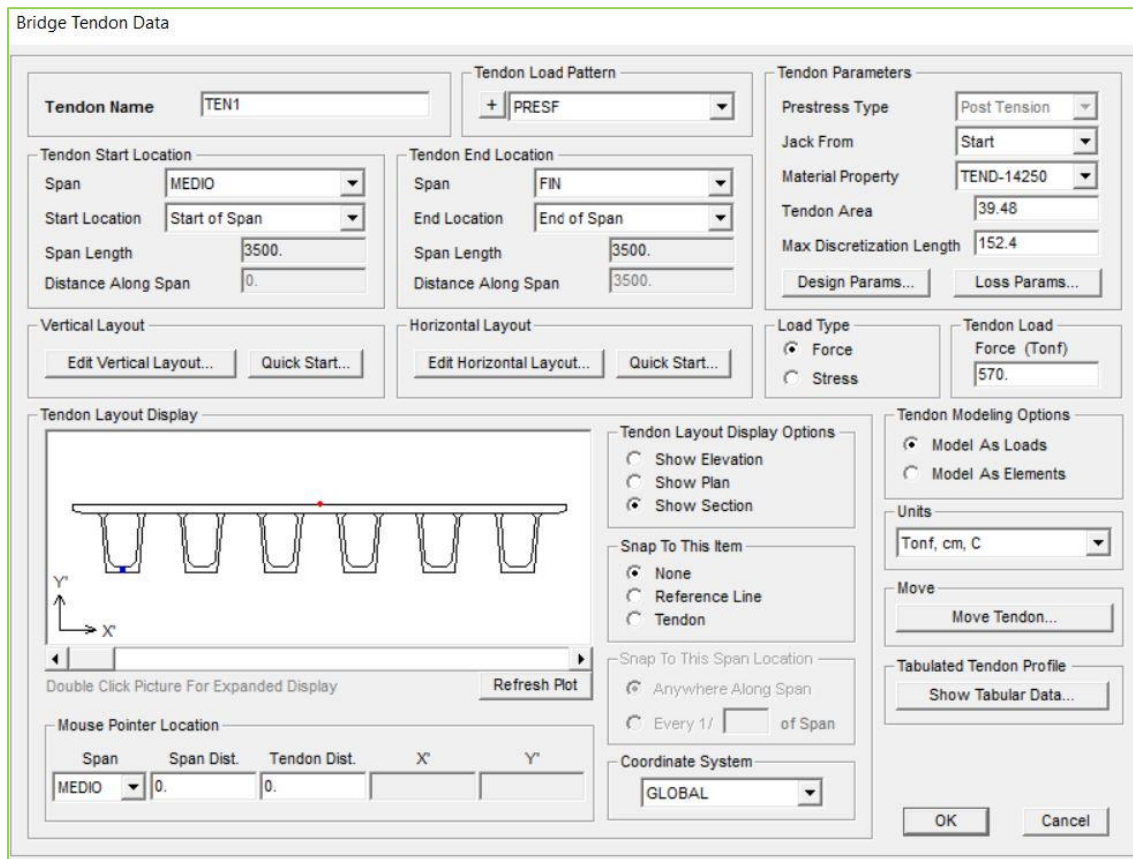 Bridge Tendon Data
Tendon Name TEN1
Tendon Load Pattern
+ PRESF
Tendon Parameters
Prestress Type Post Tension
Jack From Start
Material Property TEND-14250
Tendon Area 39.48
Max Discretization Length 152.4
Design Params... Loss Params...
Tendon Start Location
Span MEDIO
Start Location Start of Span
Span Length 3500.
Distance Along Span 0.
Tendon End Location
Span FIN
End Location End of Span
Span Length 3500.
Distance Along Span 3500.
Vertical Layout
Edit Vertical Layout... Quick Start...
Horizontal Layout
Edit Horizontal Layout... Quick Start...
Load Type
Force
Stress
Tendon Load
Force (Tonf)
570.
Tendon Layout Display
Y'
X'
Double Click Picture For Expanded Display Refresh Plot
Mouse Pointer Location
Span Span Dist. Tendon Dist. X' Y'
MEDIO 0. 0.
Tendon Layout Display Options
Show Elevation
Show Plan
Show Section
Snap To This Item
None
Reference Line
Tendon
Snap To This Span Location
Anywhere Along Span
Every 1/ of Span
Coordinate System
GLOBAL
Tendon Modeling Options
Model As Loads
Model As Elements
Units
Tonf, cm, C
Move
Move Tendon...
Tabulated Tendon Profile
Show Tabular Data...
OK Cancel